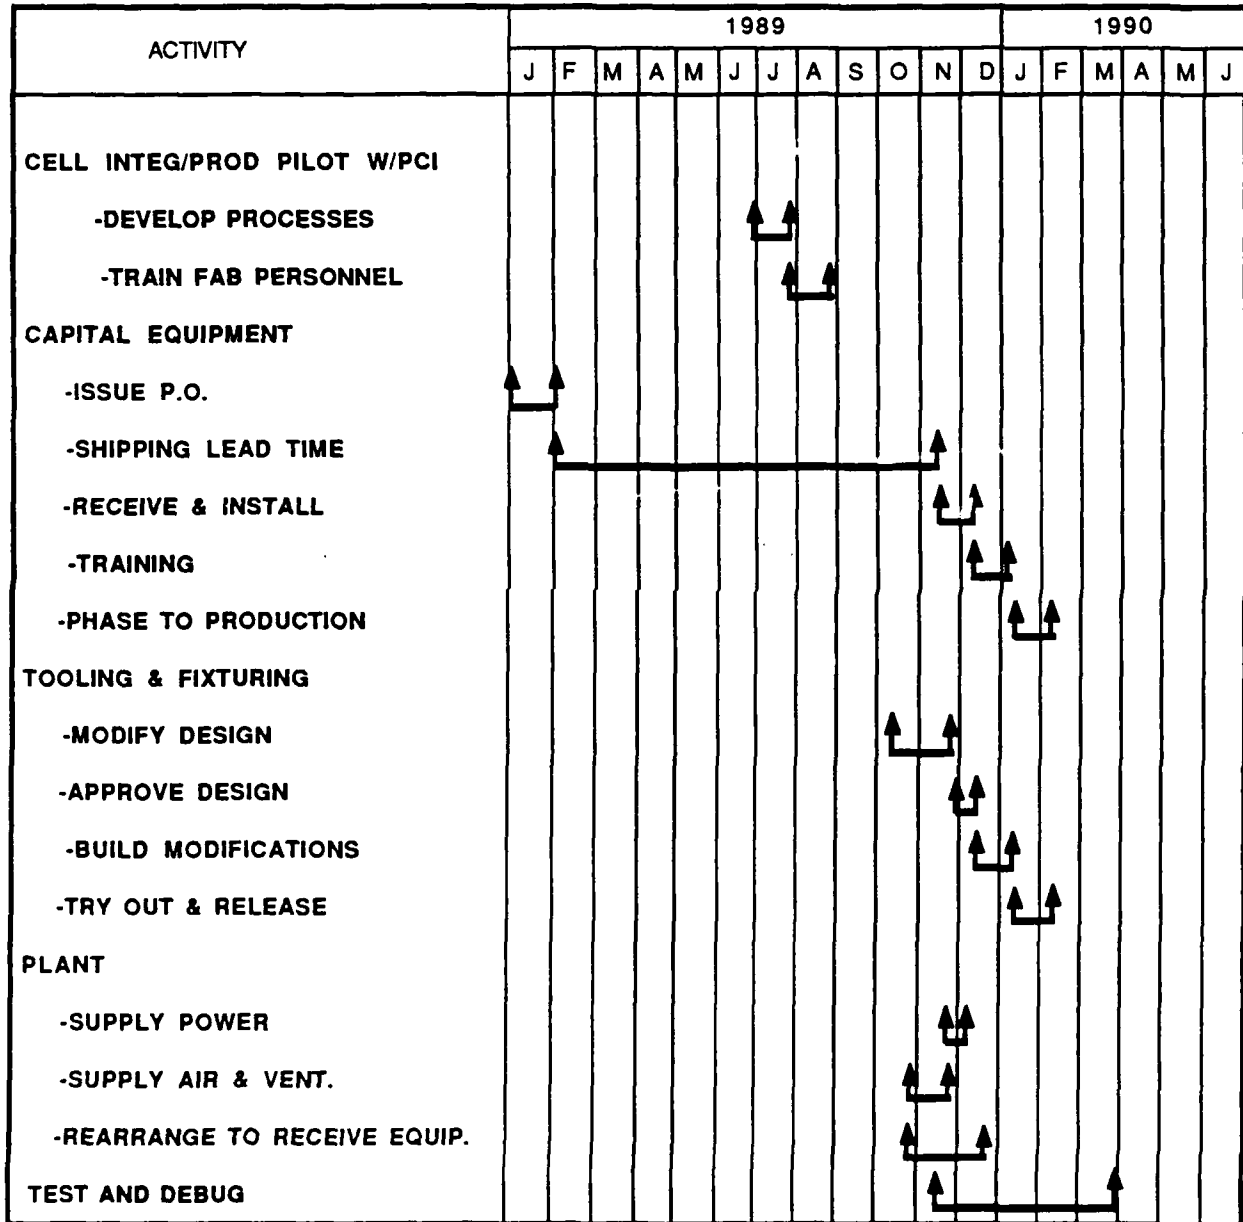 ACTIVITY
1989 1990
J F M A M J J A S O N D J F M A M J
CELL INTEG/PROD PILOT W/PCI
-DEVELOP PROCESSES
-TRAIN FAB PERSONNEL
CAPITAL EQUIPMENT
-ISSUE P.O.
-SHIPPING LEAD TIME
-RECEIVE & INSTALL
-TRAINING
-PHASE TO PRODUCTION
TOOLING & FIXTURING
-MODIFY DESIGN
-APPROVE DESIGN
-BUILD MODIFICATIONS
-TRY OUT & RELEASE
PLANT
-SUPPLY POWER
-SUPPLY AIR & VENT.
-REARRANGE TO RECEIVE EQUIP.
TEST AND DEBUG